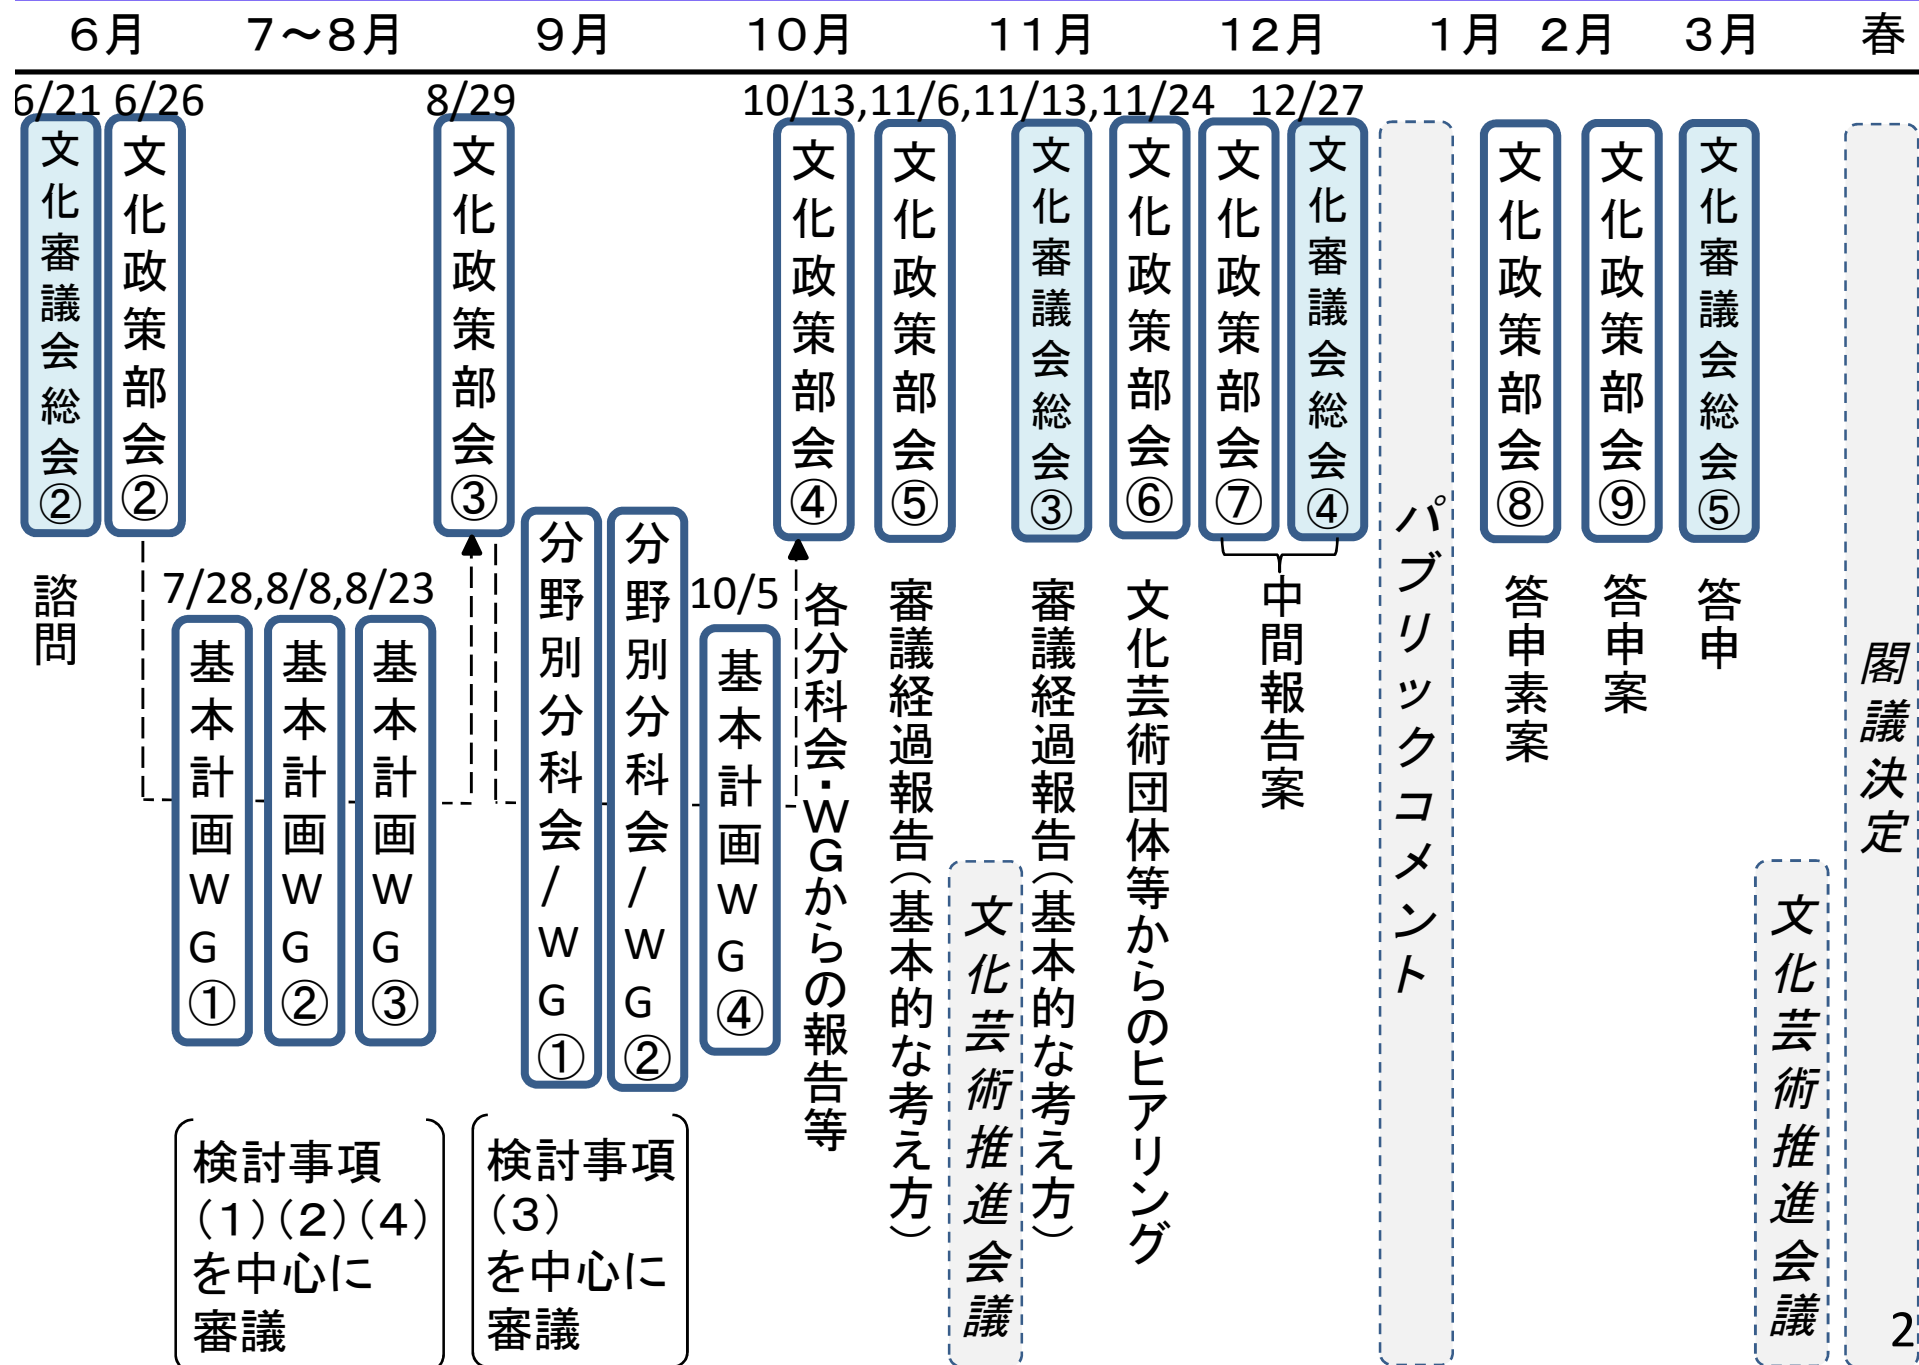 6月　7～8月　9月　10月　11月　12月　1月　2月　3月　春
6/21 6/26
8/29
10/13,11/6,11/13,11/24
12/27
文化審議会総会②
文化政策部会②
文化政策部会③
文化政策部会④
文化政策部会⑤
文化審議会総会③
文化政策部会⑥
文化政策部会⑦
文化審議会総会④
パブリックコメント
文化政策部会⑧
文化政策部会⑨
文化審議会総会⑤
閣議決定
諮問
7/28,8/8,8/23
基本計画WG①
基本計画WG②
基本計画WG③
分野別分科会/WG①
分野別分科会/WG②
10/5
基本計画WG④
各分科会・WGからの報告等
審議経過報告（基本的な考え方）
文化芸術推進会議
審議経過報告（基本的な考え方）
文化芸術団体等からのヒアリング
中間報告案
答申素案
答申案
答申
文化芸術推進会議
検討事項
（1）（2）（4）
を中心に
審議
検討事項
（3）
を中心に
審議
2